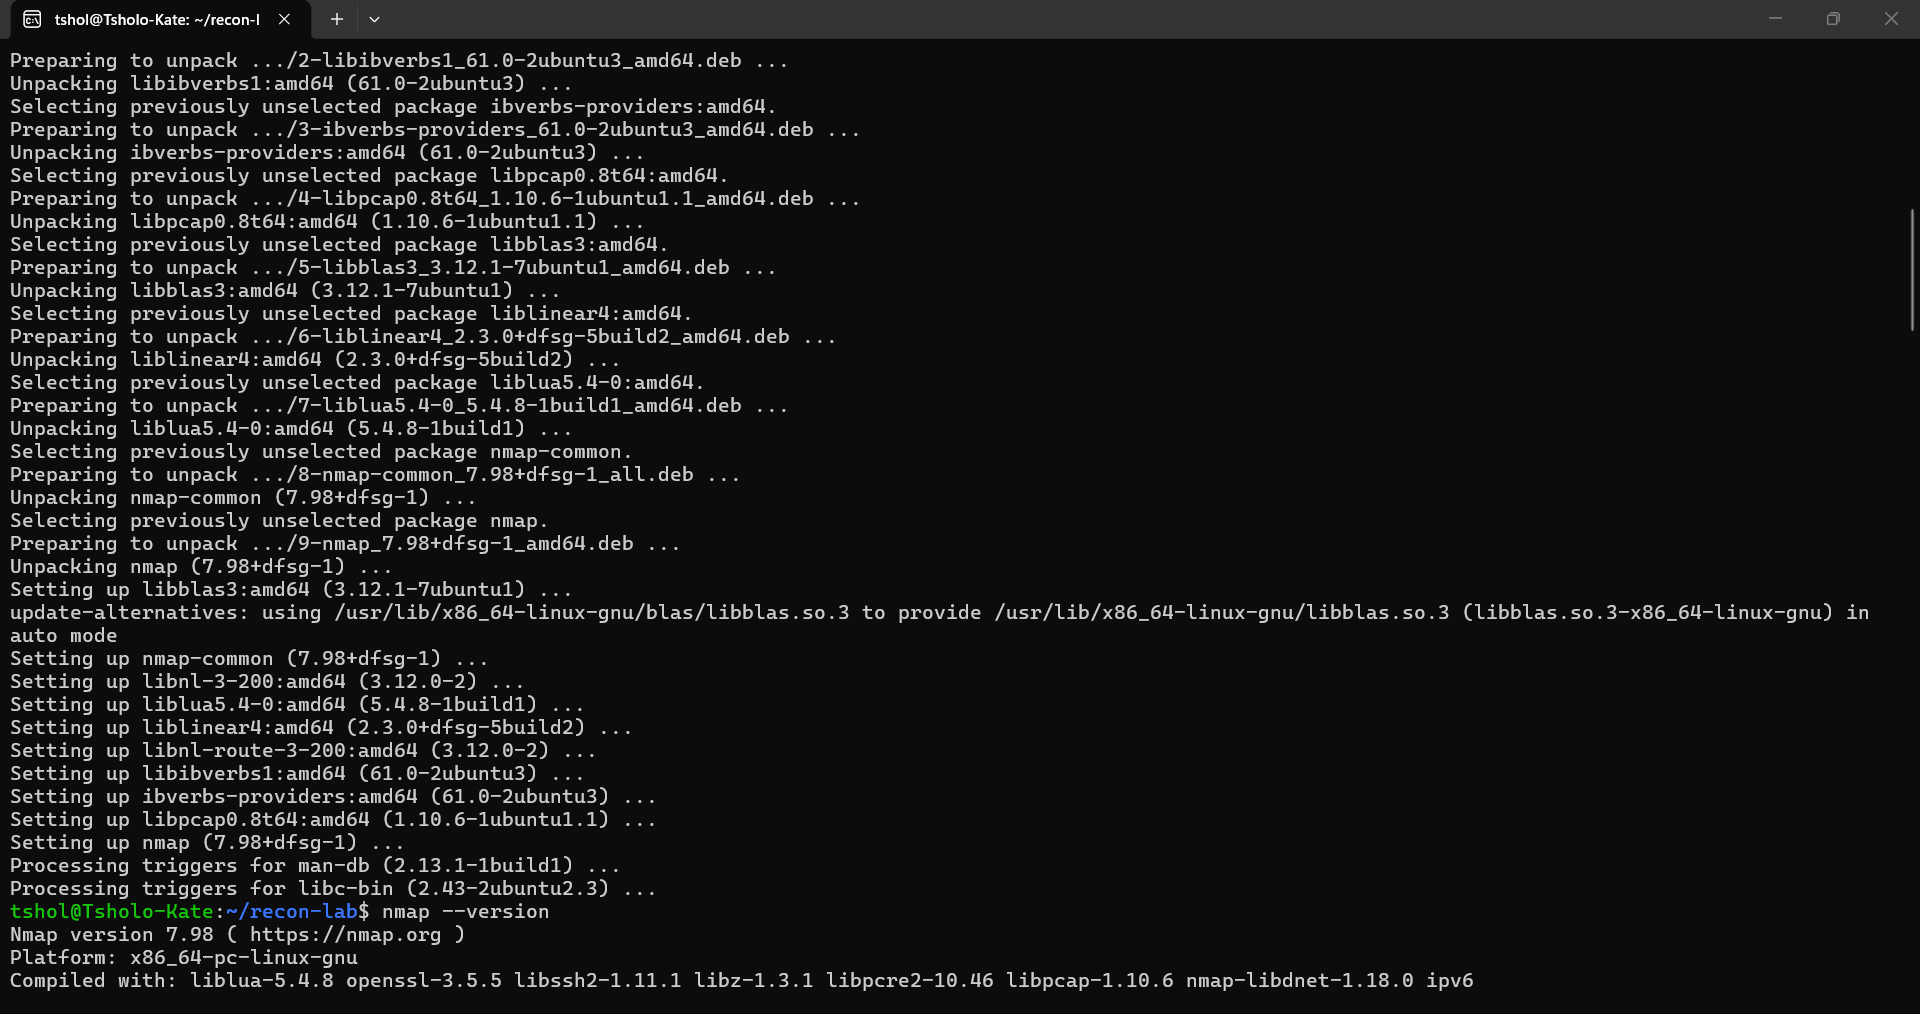 tshol@Tsholo-Kate: ~/recon-l
Preparing to unpack .../2-libibverbs1_61.0-2ubuntu3_amd64.deb ...
Unpacking libibverbs1:amd64 (61.0-2ubuntu3) ...
Selecting previously unselected package ibverbs-providers:amd64.
Preparing to unpack .../3-ibverbs-providers_61.0-2ubuntu3_amd64.deb ...
Unpacking ibverbs-providers:amd64 (61.0-2ubuntu3) ...
Selecting previously unselected package libpcap0.8t64:amd64.
Preparing to unpack .../4-libpcap0.8t64_1.10.6-1ubuntu1.1_amd64.deb ...
Unpacking libpcap0.8t64:amd64 (1.10.6-1ubuntu1.1) ...
Selecting previously unselected package libblas3:amd64.
Preparing to unpack .../5-libblas3_3.12.1-7ubuntu1_amd64.deb ...
Unpacking libblas3:amd64 (3.12.1-7ubuntu1) ...
Selecting previously unselected package liblinear4:amd64.
Preparing to unpack .../6-liblinear4_2.3.0+dfsg-5build2_amd64.deb ...
Unpacking liblinear4:amd64 (2.3.0+dfsg-5build2) ...
Selecting previously unselected package liblua5.4-0:amd64.
Preparing to unpack .../7-liblua5.4-0_5.4.8-1build1_amd64.deb ...
Unpacking liblua5.4-0:amd64 (5.4.8-1build1) ...
Selecting previously unselected package nmap-common.
Preparing to unpack .../8-nmap-common_7.98+dfsg-1_all.deb ...
Unpacking nmap-common (7.98+dfsg-1) ...
Selecting previously unselected package nmap.
Preparing to unpack .../9-nmap_7.98+dfsg-1_amd64.deb ...
Unpacking nmap (7.98+dfsg-1) ...
Setting up libblas3:amd64 (3.12.1-7ubuntu1) ...
update-alternatives: using /usr/lib/x86_64-linux-gnu/blas/libblas.so.3 to provide /usr/lib/x86_64-linux-gnu/libblas.so.3 (libblas.so.3-x86_64-linux-gnu) in
auto mode
Setting up nmap-common (7.98+dfsg-1) ...
Setting up libnl-3-200:amd64 (3.12.0-2) ...
Setting up liblua5.4-0:amd64 (5.4.8-1build1) ...
Setting up liblinear4:amd64 (2.3.0+dfsg-5build2) ...
Setting up libnl-route-3-200:amd64 (3.12.0-2) ...
Setting up libibverbs1:amd64 (61.0-2ubuntu3) ...
Setting up ibverbs-providers:amd64 (61.0-2ubuntu3) ...
Setting up libpcap0.8t64:amd64 (1.10.6-1ubuntu1.1) ...
Setting up nmap (7.98+dfsg-1) ...
Processing triggers for man-db (2.13.1-1build1) ...
Processing triggers for libc-bin (2.43-2ubuntu2.3) ...
tshol@Tsholo-Kate:~/recon-lab$ nmap --version
Nmap version 7.98 ( https://nmap.org )
Platform: x86_64-pc-linux-gnu
Compiled with: liblua-5.4.8 openssl-3.5.5 libssh2-1.11.1 libz-1.3.1 libpcre2-10.46 libpcap-1.10.6 nmap-libdnet-1.18.0 ipv6